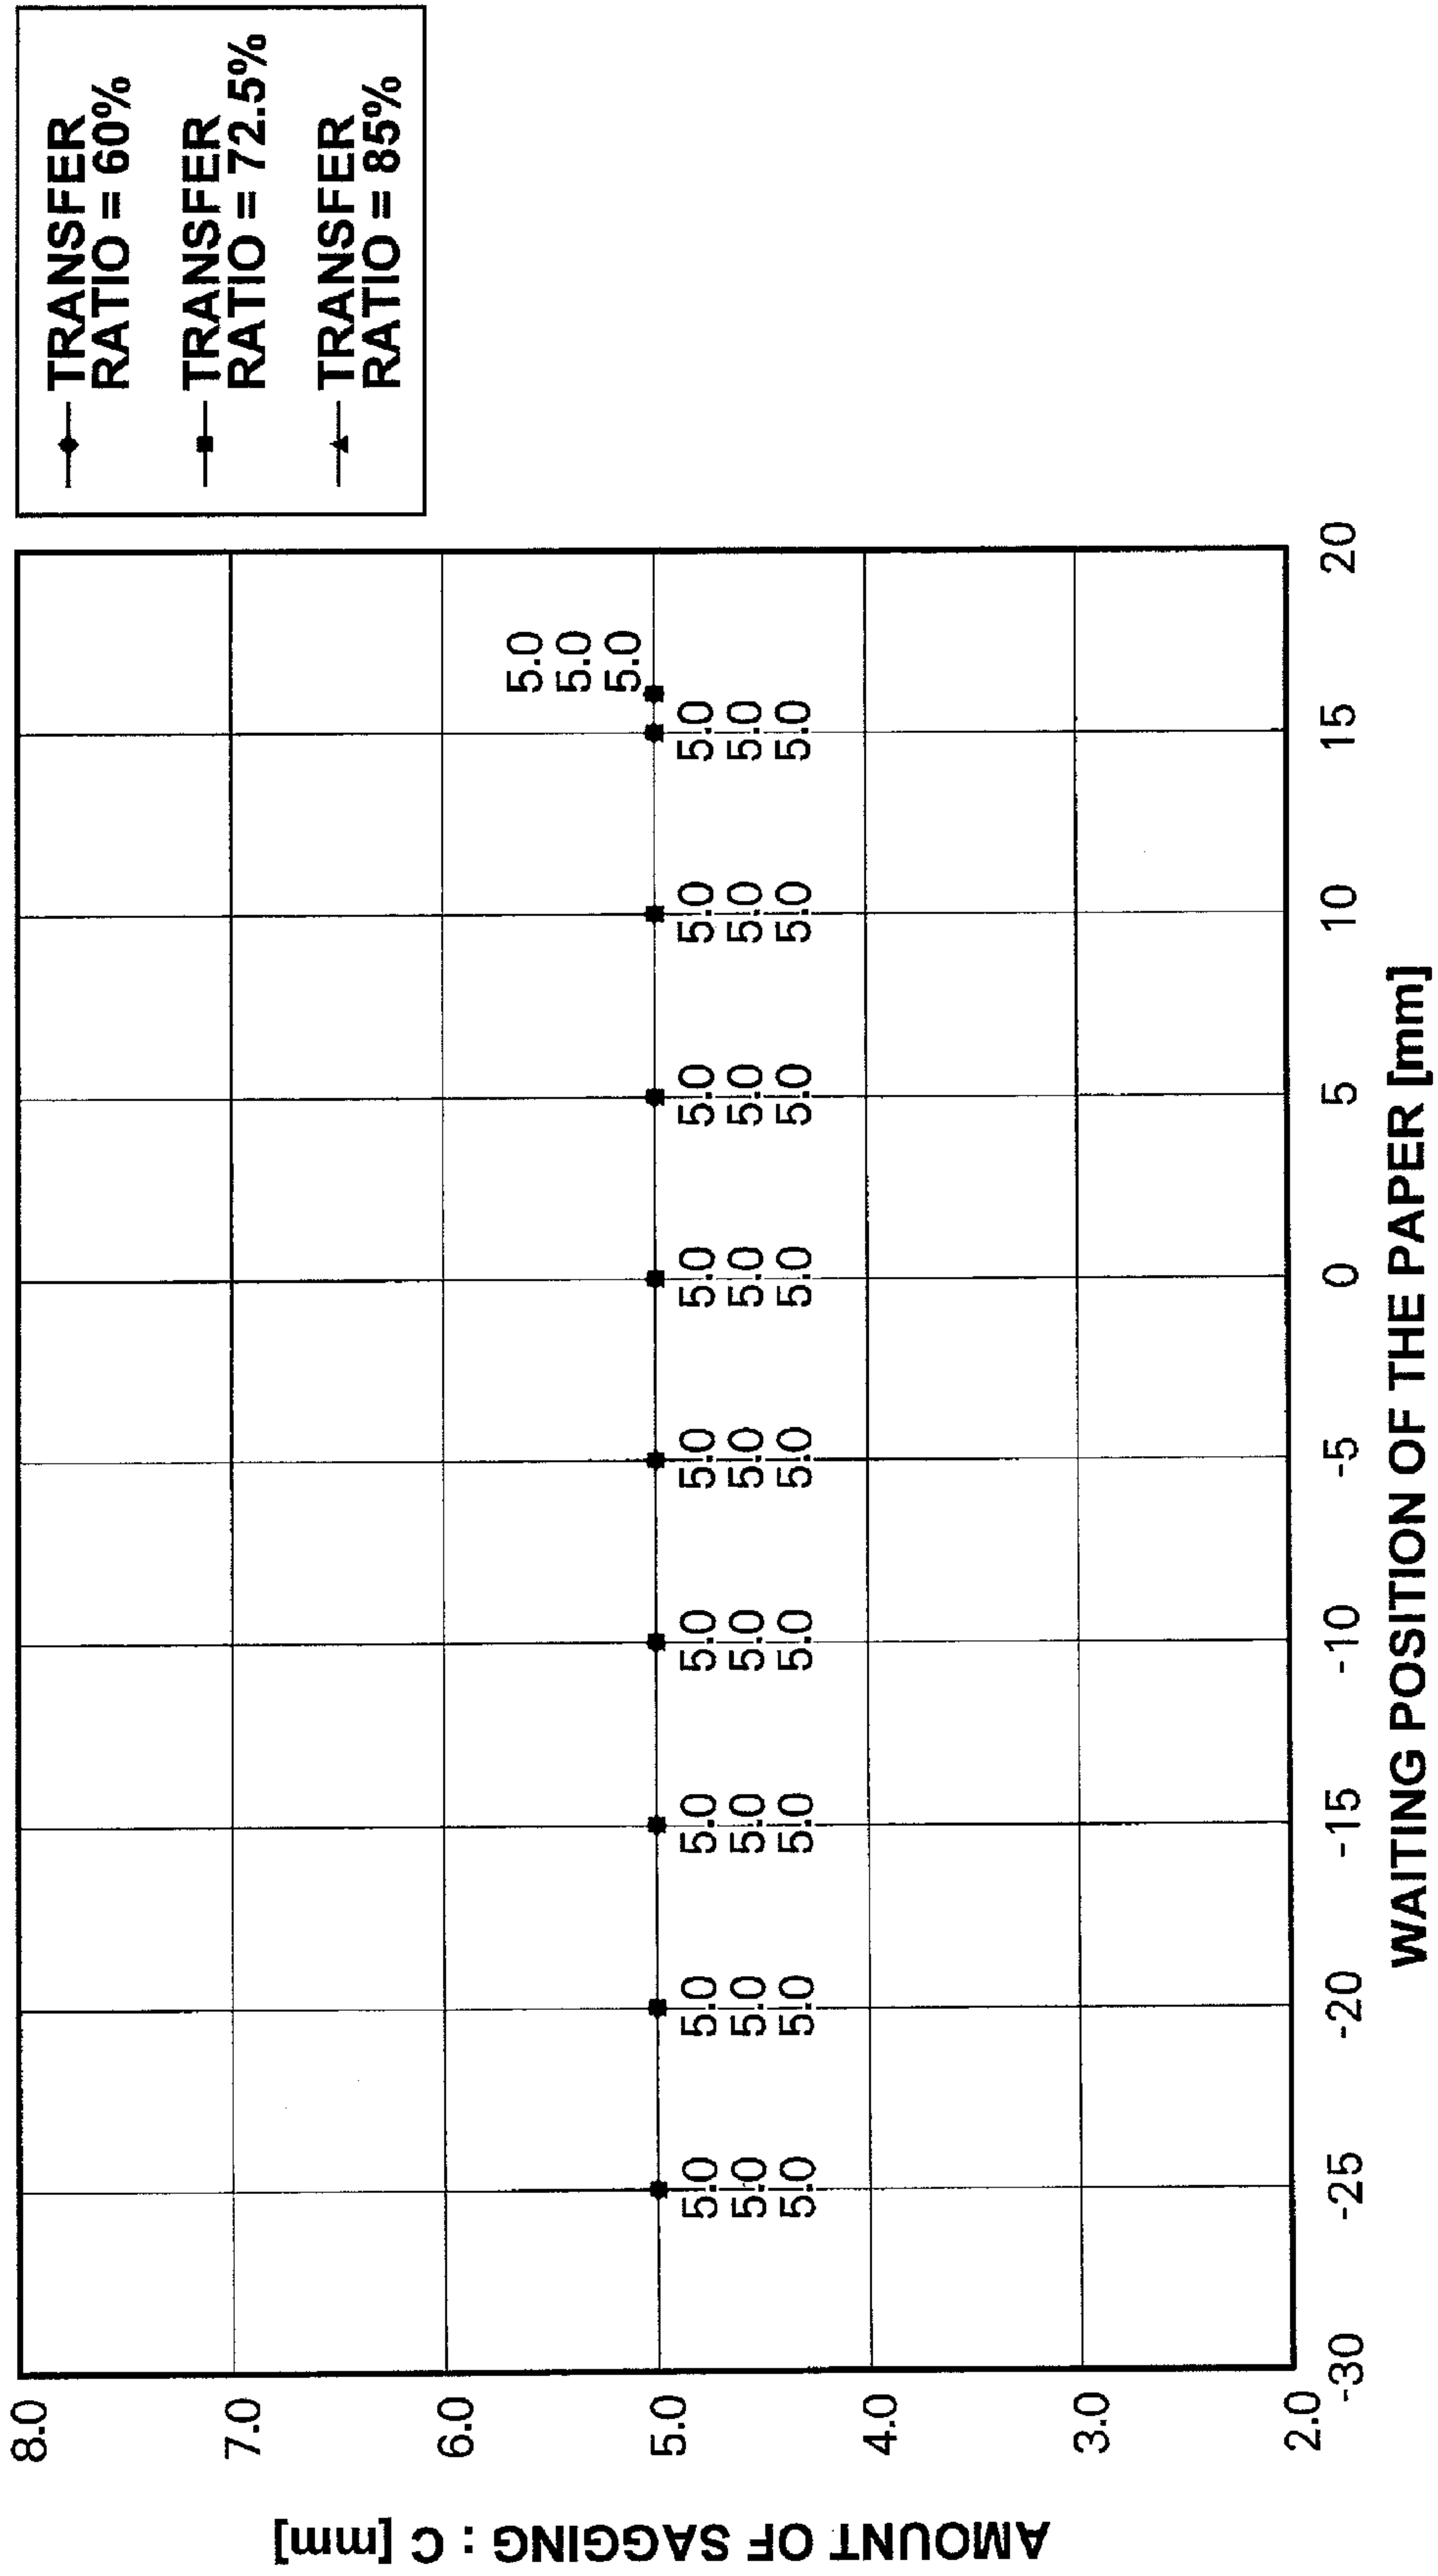 TRANSFER
RATIO = 60%
TRANSFER
RATIO = 72.5%
TRANSFER
RATIO = 85%
AMOUNT OF SAGGING : C [mm]
8.0
7.0
6.0
5.0
4.0
3.0
2.0
5.0
5.0
5.0
5.0 5.0 5.0 5.0 5.0 5.0 5.0 5.0 5.0
5.0 5.0 5.0 5.0 5.0 5.0 5.0 5.0 5.0
5.0 5.0 5.0 5.0 5.0 5.0 5.0 5.0 5.0
-30 -25 -20 -15 -10 -5 0 5 10 15 20
WAITING POSITION OF THE PAPER [mm]